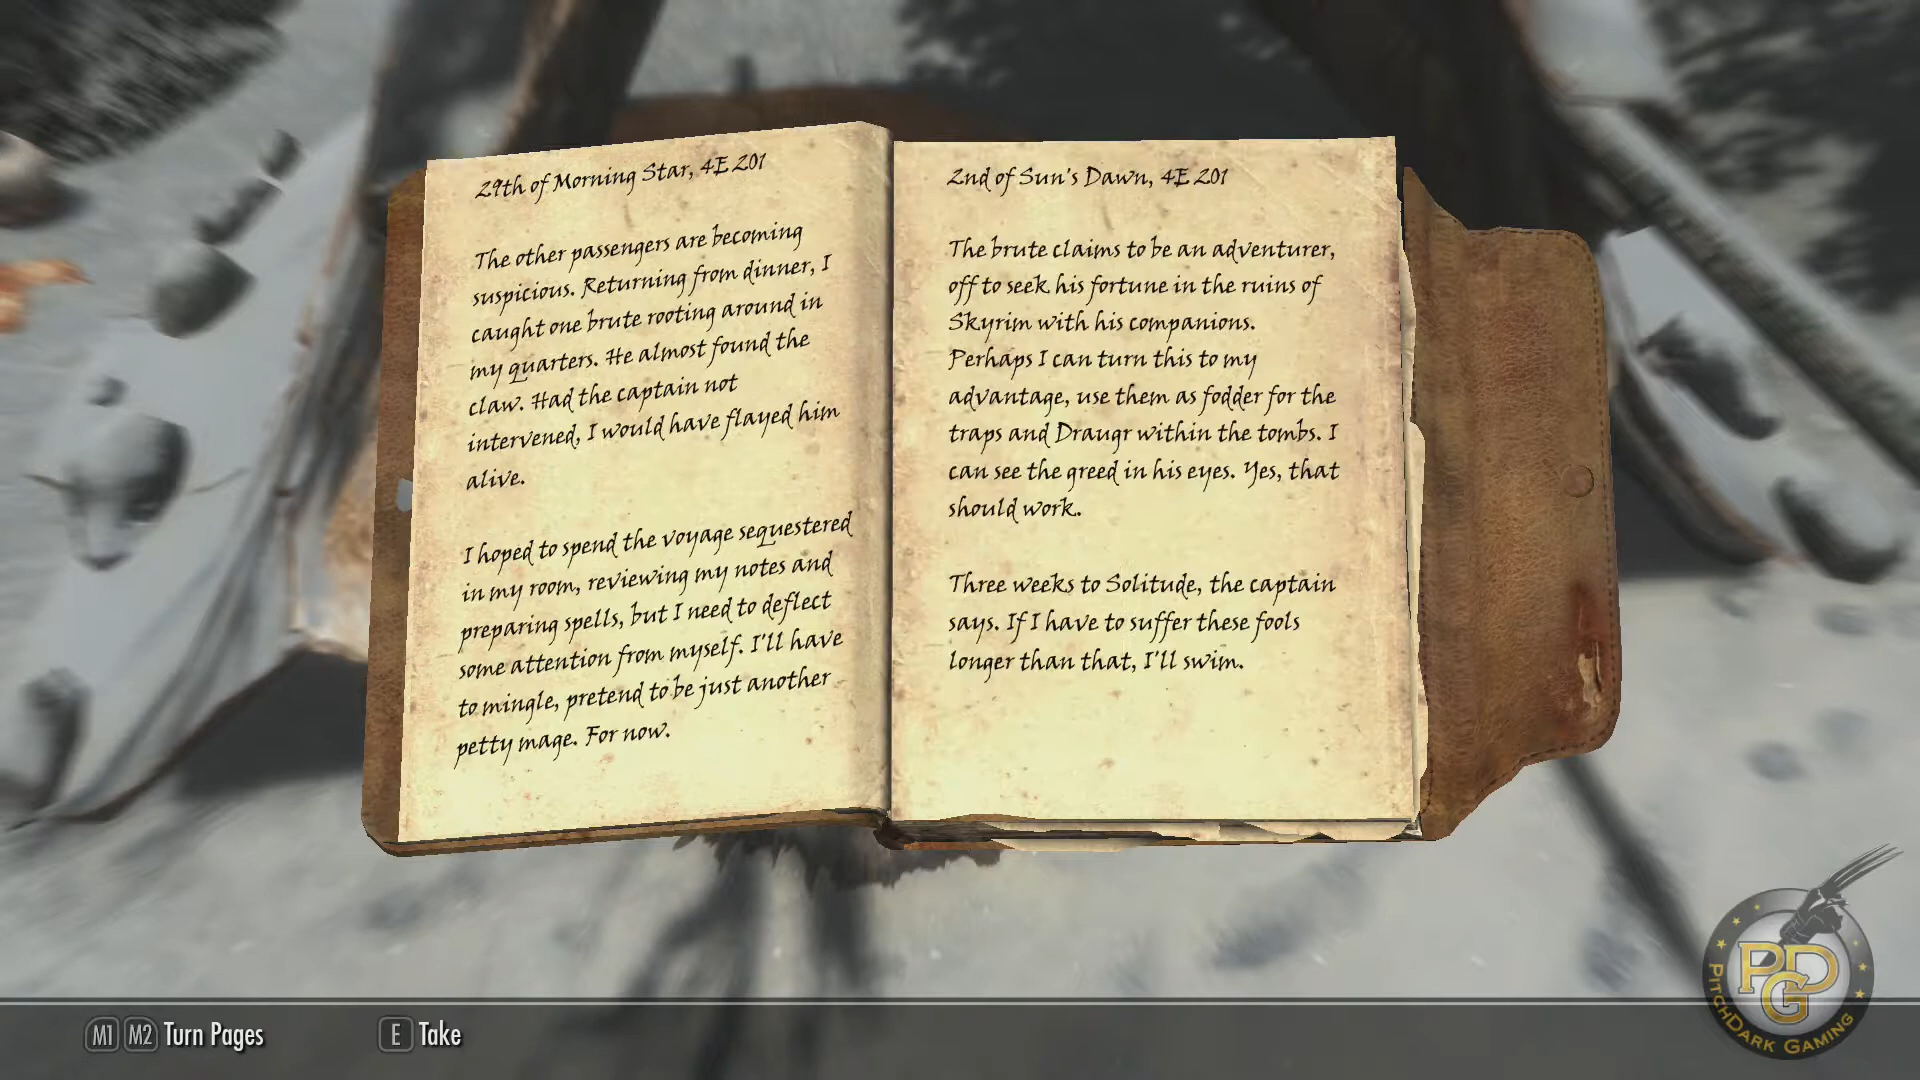 29th of Morning Star, 4E 201
The other passengers are becoming
suspicious. Returning from dinner, I
caught one brute rooting around in
my quarters. He almost found the
claw. Had the captain not
intervened, I would have flayed him
alive.
I hoped to spend the voyage sequestered
in my room, reviewing my notes and
preparing spells, but I need to deflect
some attention from myself. I'll have
to mingle, pretend to be just another
petty mage. For now.
2nd of Sun's Dawn, 4E 201
The brute claims to be an adventurer,
off to seek his fortune in the ruins of
Skyrim with his companions.
Perhaps I can turn this to my
advantage, use them as fodder for the
traps and Draugr within the tombs. I
can see the greed in his eyes. Yes, that
should work.
Three weeks to Solitude, the captain
says. If I have to suffer these fools
longer than that, I'll swim.
M1 M2 Turn Pages
E Take
PDG
PITCHDARK GAMING